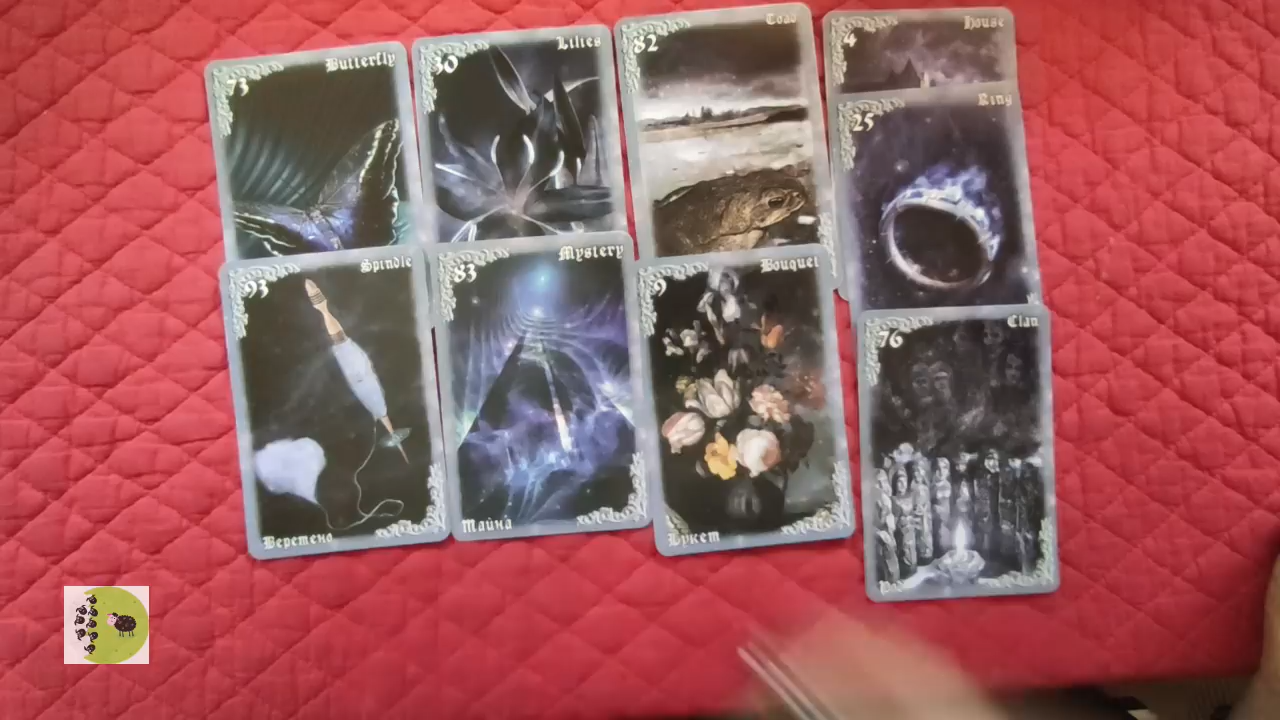 73 Butterfly
30 Lilies
82 Toad
4 House
25 Ring
93 Spindle
Веретено
83 Mystery
Тайна
9 Bouquet
Букет
76 Clan